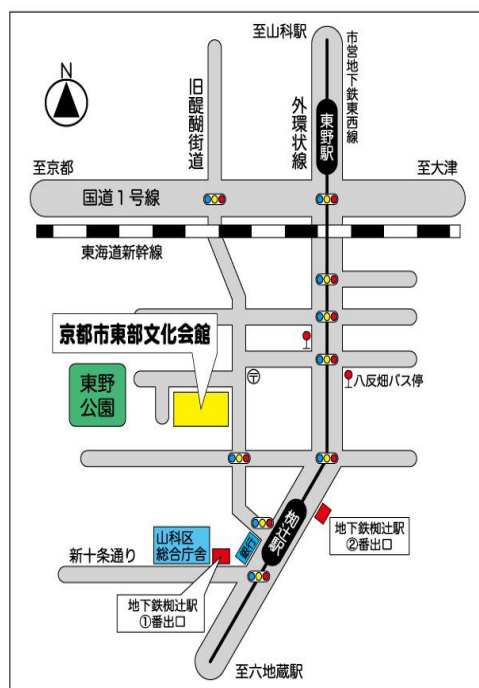 至山科駅
市営地下鉄東西線
N
旧醍醐街道
外環状線
東野駅
至京都
至大津
国道1号線
東海道新幹線
京都市東部文化会館
東野
公園
〒
八反畑バス停
椥辻駅
地下鉄椥辻駅
②番出口
山科区
総合庁舎
銀行
新十条通り
地下鉄椥辻駅
①番出口
至六地蔵駅